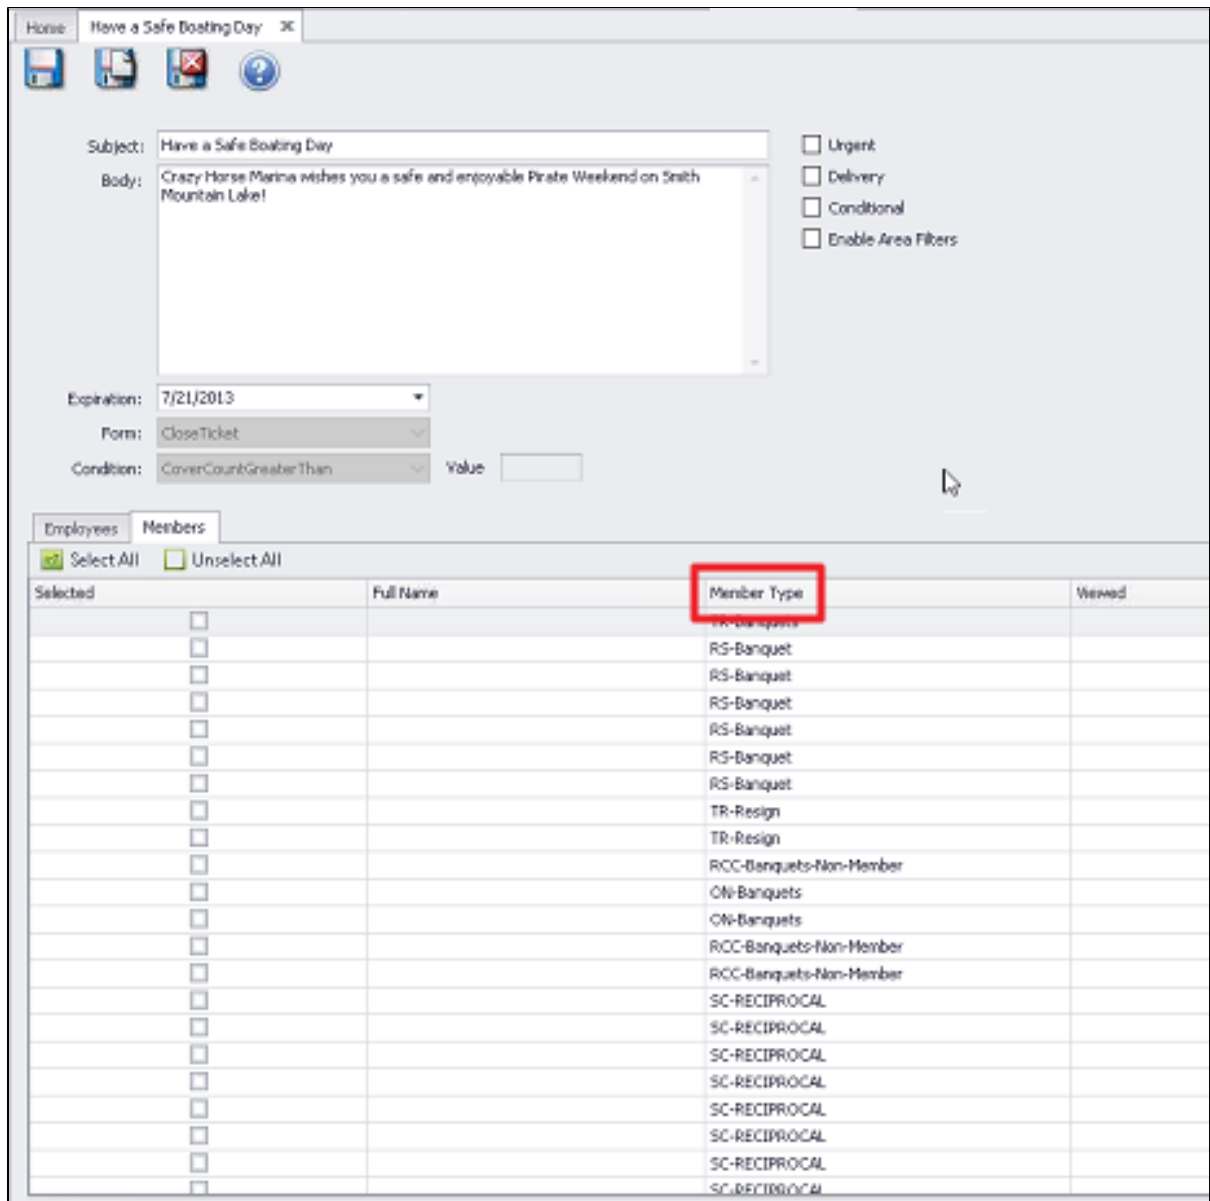 Home Have a Safe Boating Day
Subject: Have a Safe Boating Day
Urgent
Body: Crazy Horse Marina wishes you a safe and enjoyable Pirate Weekend on Smith
Mountain Lake!
Delivery
Conditional
Enable Area Filters
Expiration: 7/21/2013
Form: CloseTicket
Condition: CoverCountGreaterThan Value
Employees Members
Select All Unselect All
Selected Full Name Member Type Viewed
TR-Banquets
RS-Banquet
RS-Banquet
RS-Banquet
RS-Banquet
RS-Banquet
RS-Banquet
TR-Resign
TR-Resign
RCC-Banquets-Non-Member
ON-Banquets
ON-Banquets
RCC-Banquets-Non-Member
RCC-Banquets-Non-Member
SC-RECIPROCAL
SC-RECIPROCAL
SC-RECIPROCAL
SC-RECIPROCAL
SC-RECIPROCAL
SC-RECIPROCAL
SC-RECIPROCAL
SC-RECIPROCAL